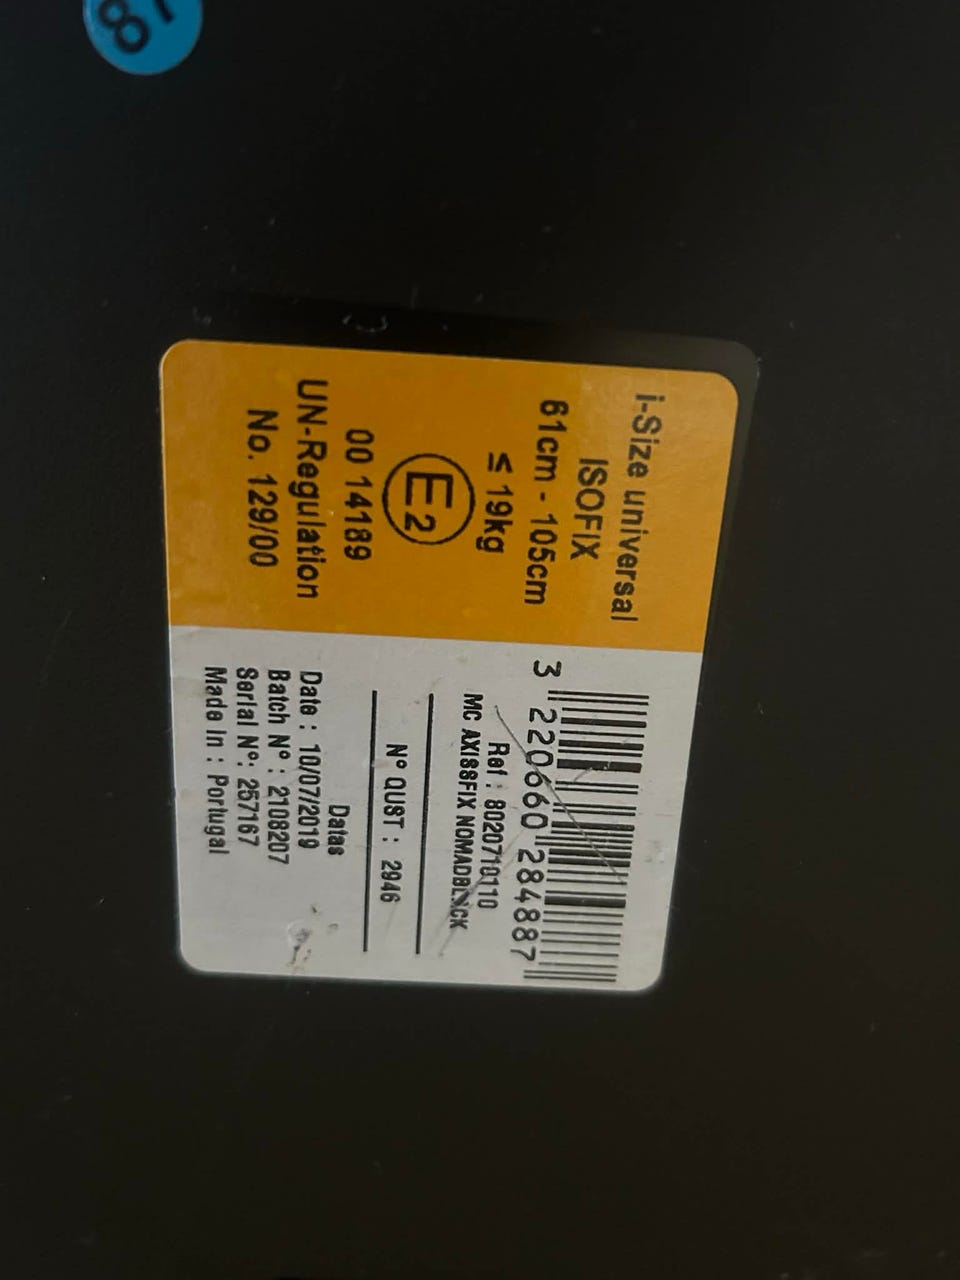 8
i-Size universal
ISOFIX
61cm - 105cm
≤ 19kg
E2
00 14189
UN-Regulation
No. 129/00
3 220660 284887
Ref : 8020710110
MC AXISSFIX NOMADBLACK
N° QUST : 2946
Datas
Date : 10/07/2019
Batch N° : 2108207
Serial N° : 257167
Made In : Portugal